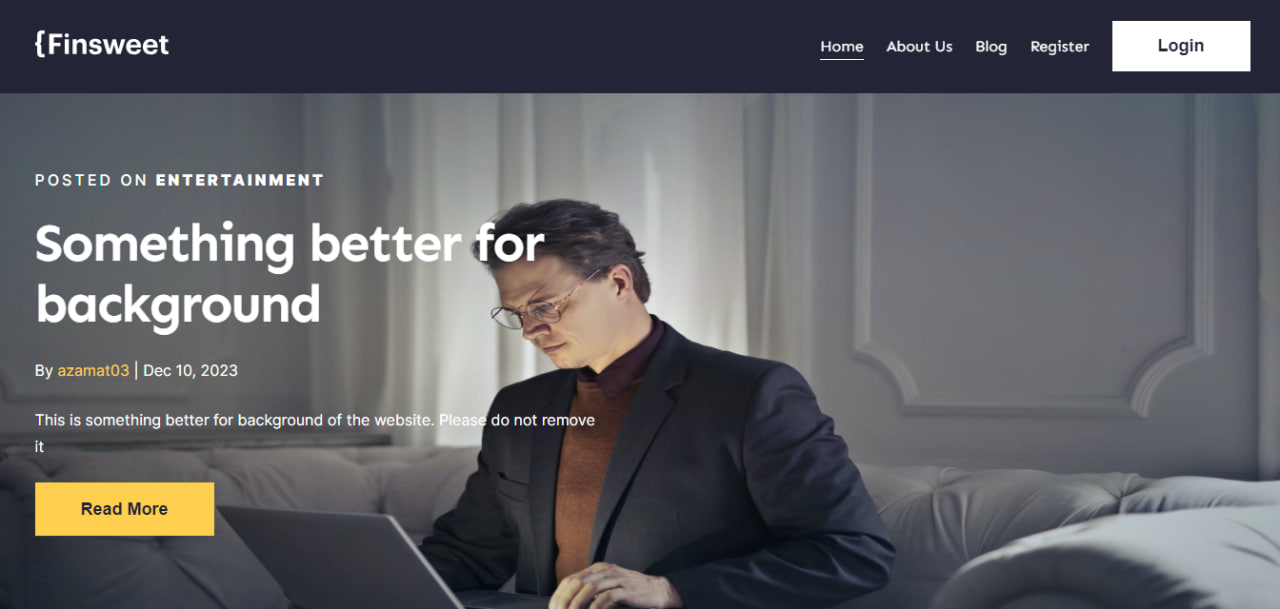 {Finsweet
Home About Us Blog Register Login
POSTED ON ENTERTAINMENT
Something better for
background
By azamat03 | Dec 10, 2023
This is something better for background of the website. Please do not remove
it
Read More